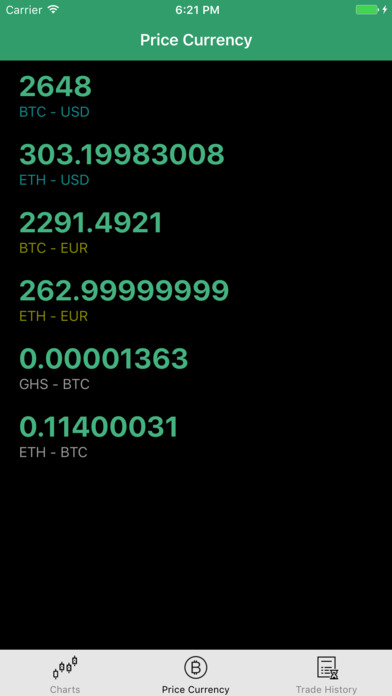 Carrier 6:21 PM
Price Currency
2648
BTC - USD
303.19983008
ETH - USD
2291.4921
BTC - EUR
262.99999999
ETH - EUR
0.00001363
GHS - BTC
0.11400031
ETH - BTC
Charts Price Currency Trade History